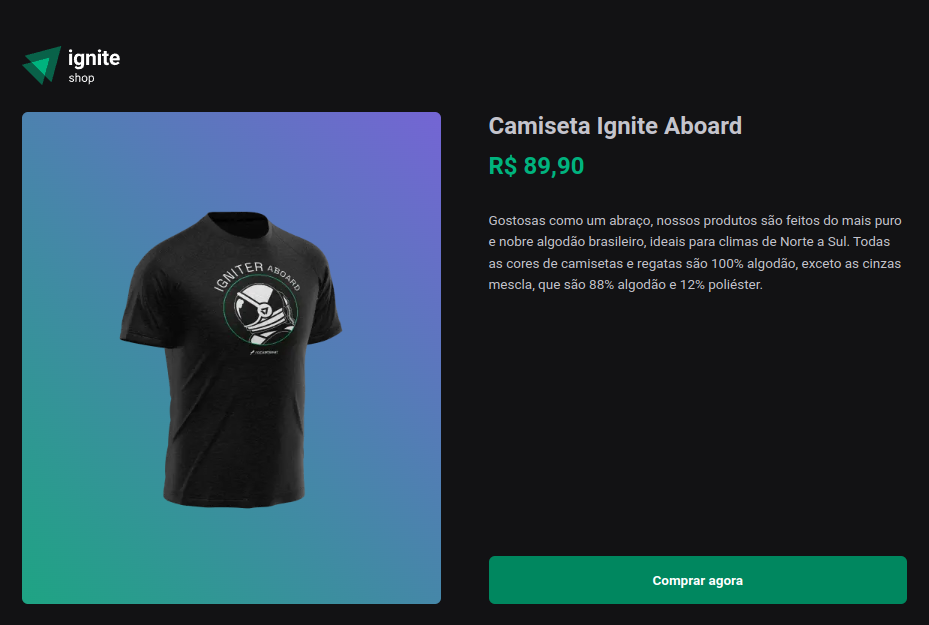 ignite
shop
Camiseta Ignite Aboard
R$ 89,90
Gostosas como um abraço, nossos produtos são feitos do mais puro
e nobre algodão brasileiro, ideais para climas de Norte a Sul. Todas
as cores de camisetas e regatas são 100% algodão, exceto as cinzas
mescla, que são 88% algodão e 12% poliéster.
IGNITER ABOARD
Comprar agora